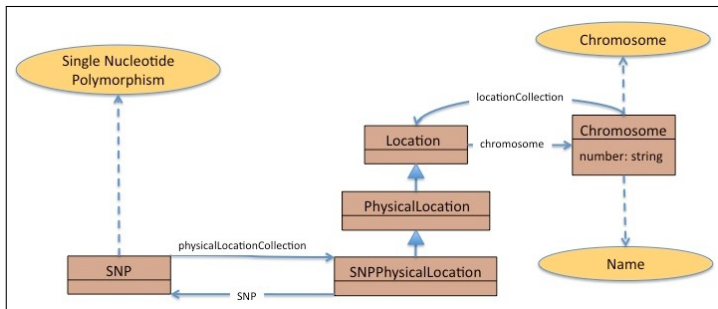 Single Nucleotide
Polymorphism
Chromosome
locationCollection
Location
chromosome
Chromosome
number: string
PhysicalLocation
physicalLocationCollection
SNP
SNPPhysicalLocation
SNP
Name